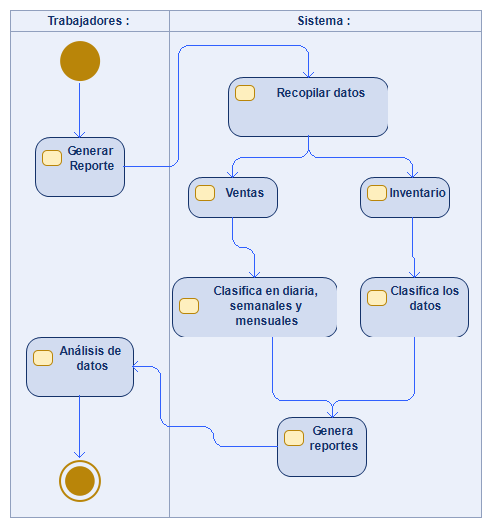 Trabajadores :
Sistema :
Recopilar datos
Generar
Reporte
Ventas
Inventario
Clasifica en diaria,
semanales y
mensuales
Clasifica los
datos
Análisis de
datos
Genera
reportes